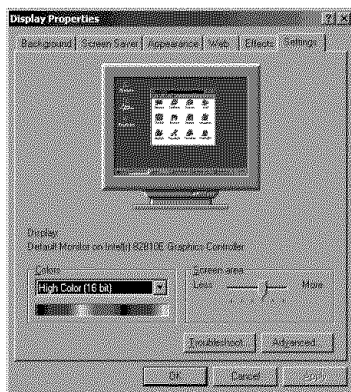 Display Properties
Background Screen Saver Appearance Web Effects Settings
Display:
Default Monitor on Intel(r) 82810E Graphics Controller
Colors
High Color (16 bit)
Screen area
Less More
Troubleshoot... Advanced...
OK Cancel Apply